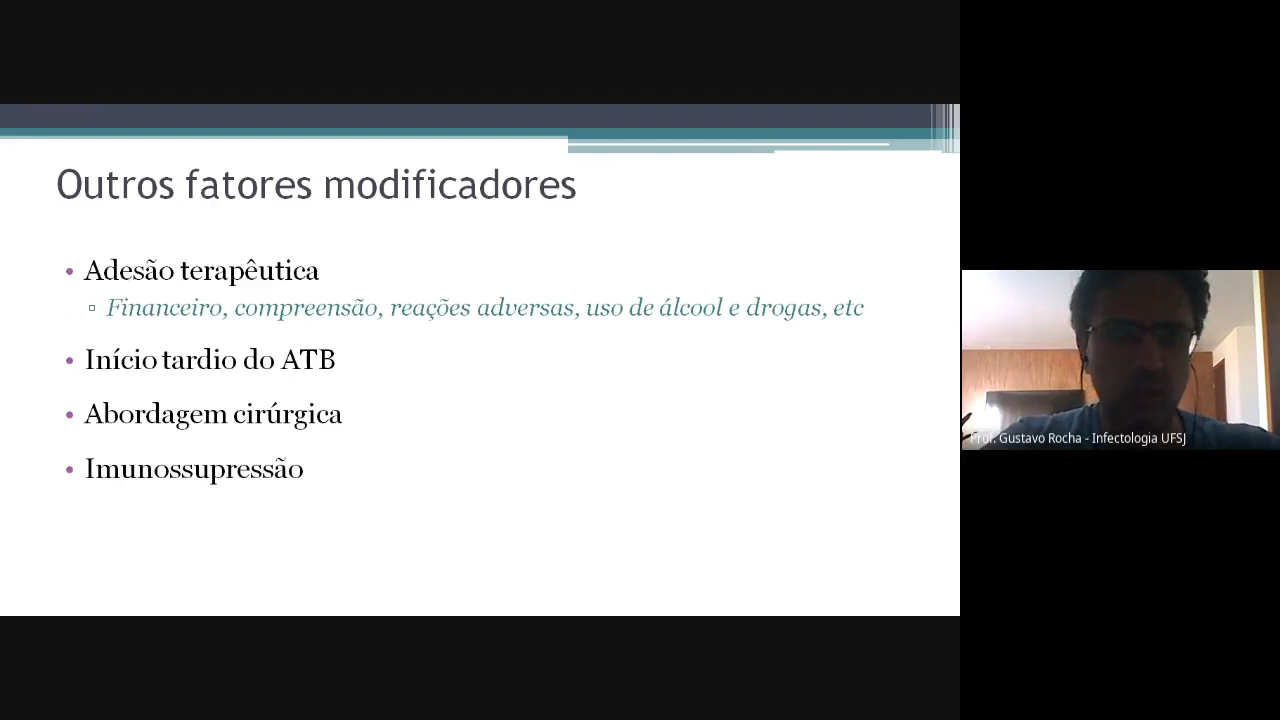 Outros fatores modificadores
• Adesão terapêutica
▫ Financeiro, compreensão, reações adversas, uso de álcool e drogas, etc
• Início tardio do ATB
• Abordagem cirúrgica
• Imunossupressão
Prof. Gustavo Rocha - Infectologia UFSJ